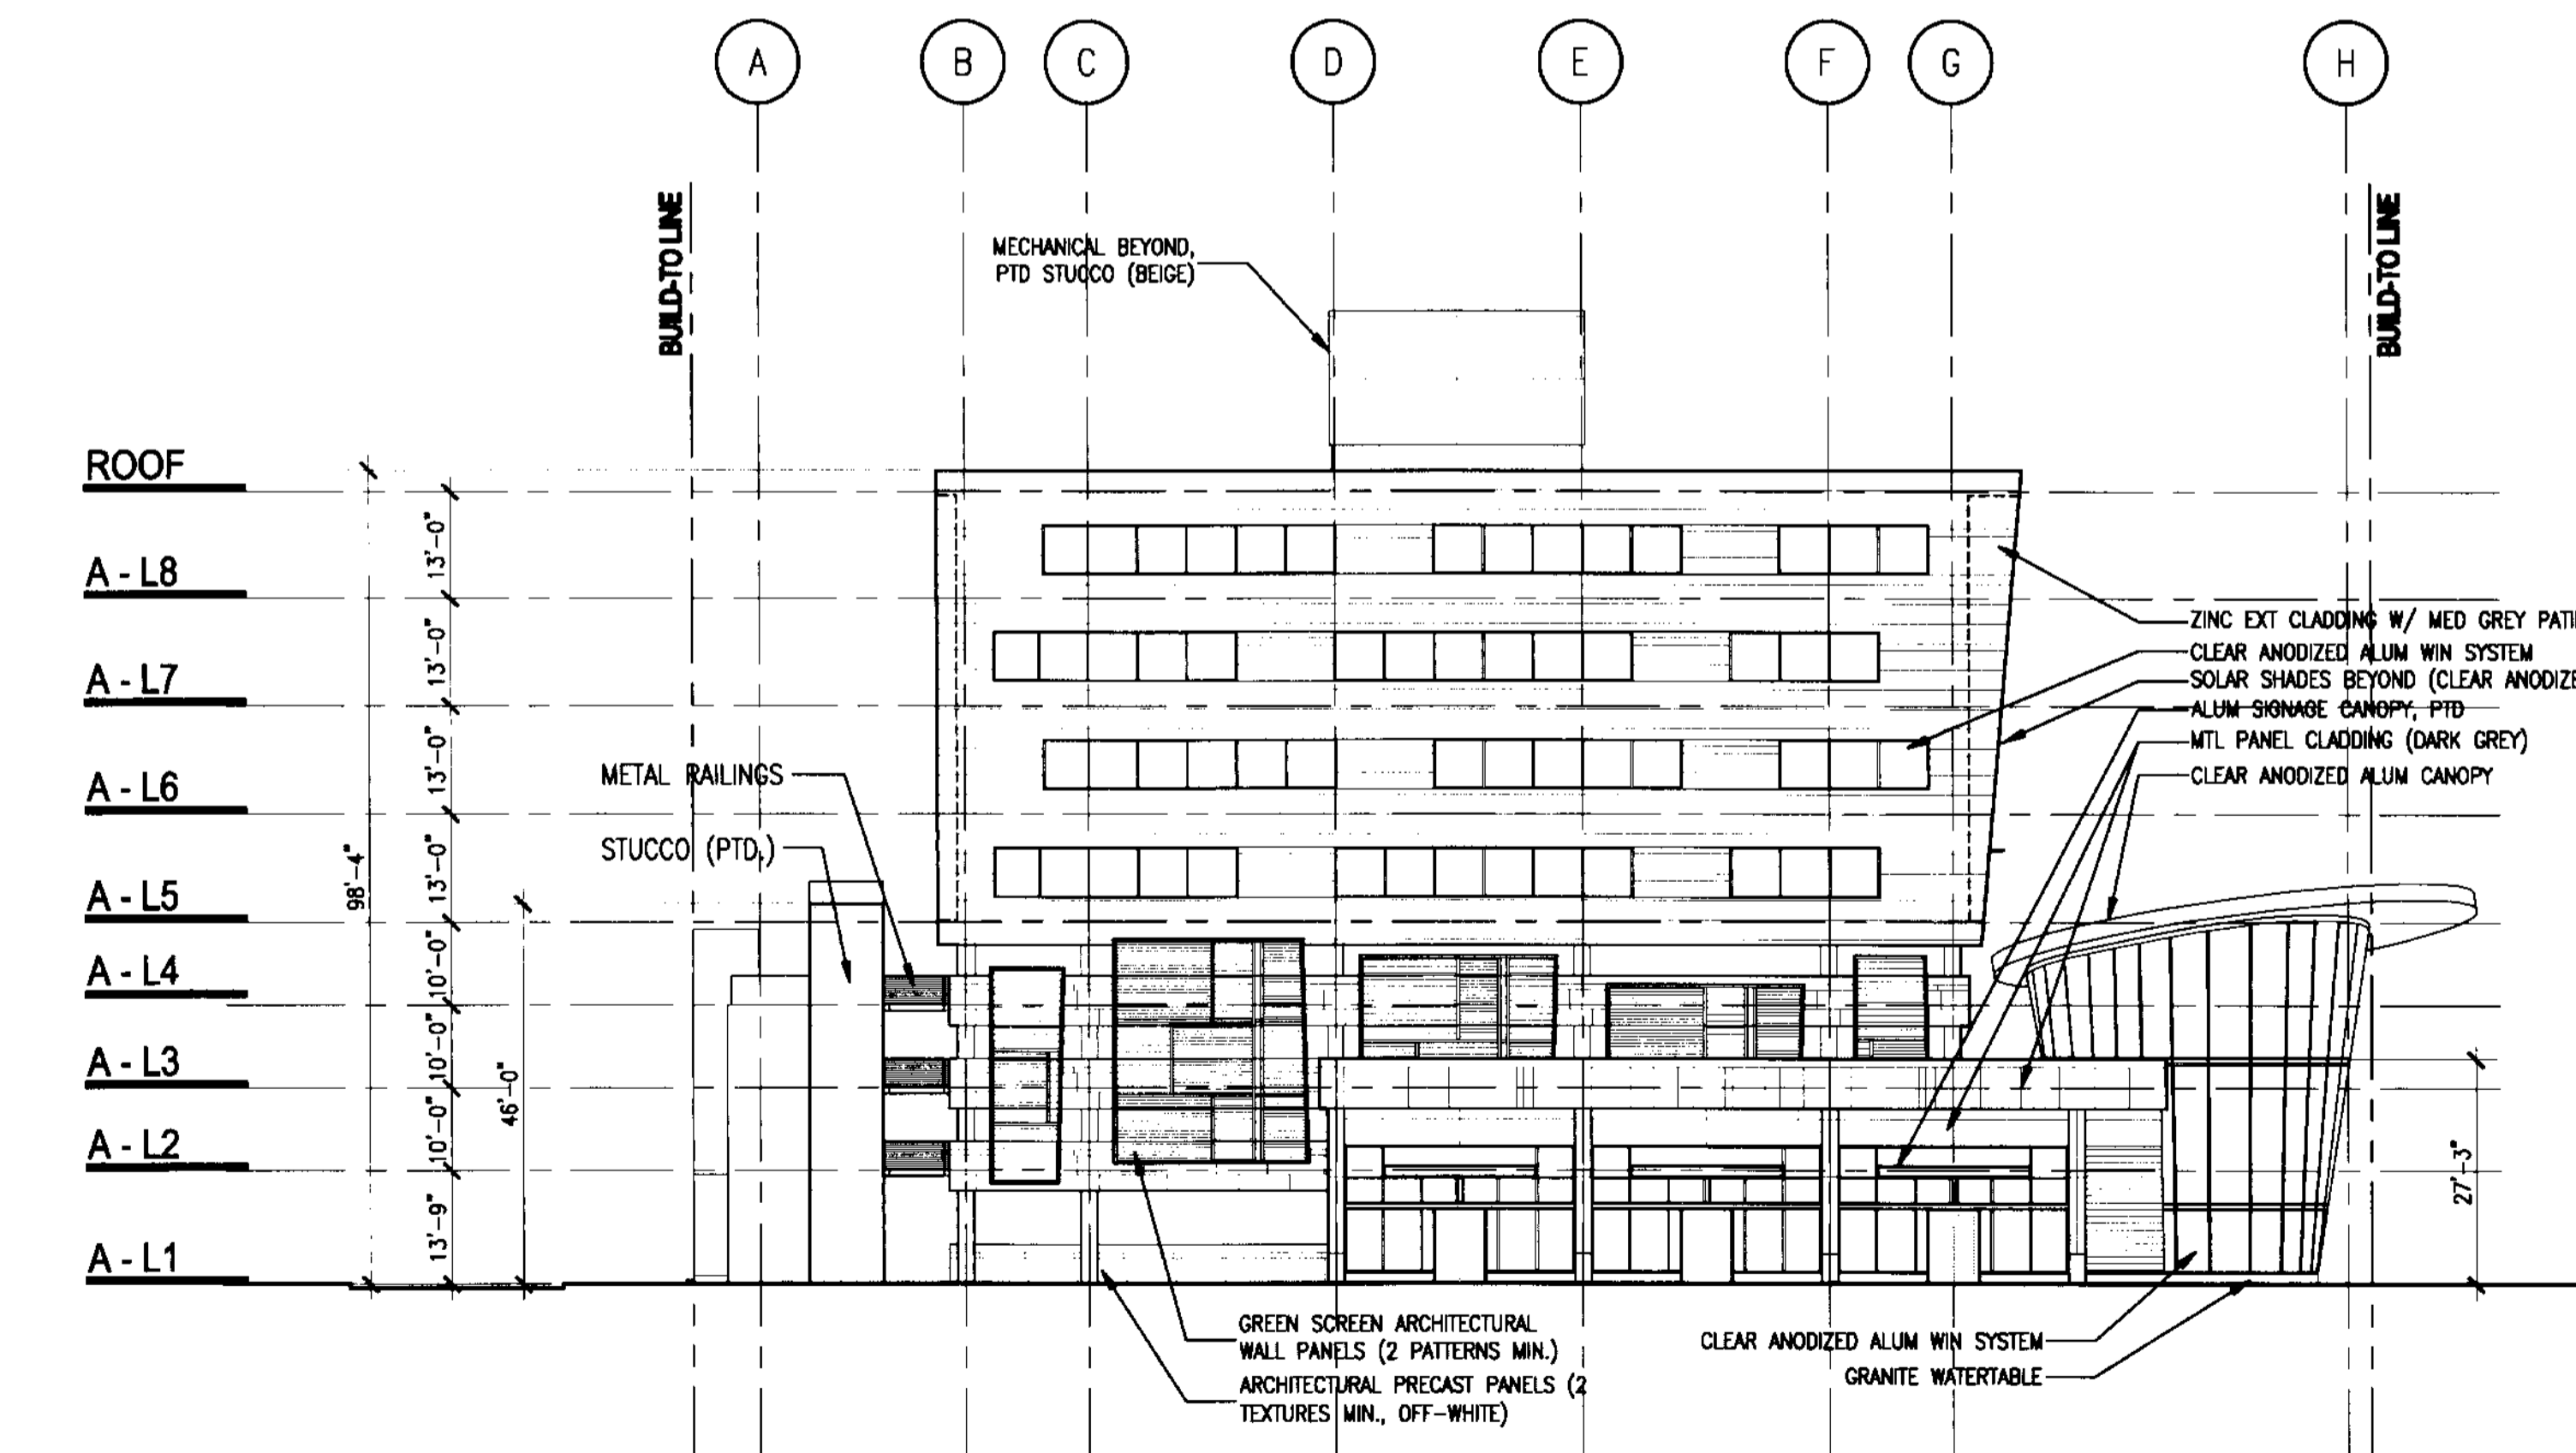 A
B
C
D
E
F
G
H
BUILD-TO LINE
BUILD-TO LINE
MECHANICAL BEYOND,
PTD STUCCO (BEIGE)
ROOF
A - L8
A - L7
A - L6
A - L5
A - L4
A - L3
A - L2
A - L1
98'-4"
13'-0"
13'-0"
13'-0"
13'-0"
10'-0"
10'-0"
10'-0"
13'-9"
46'-0"
METAL RAILINGS
STUCCO (PTD.)
ZINC EXT CLADDING W/ MED GREY PATI
CLEAR ANODIZED ALUM WIN SYSTEM
SOLAR SHADES BEYOND (CLEAR ANODIZE
ALUM SIGNAGE CANOPY, PTD
MTL PANEL CLADDING (DARK GREY)
CLEAR ANODIZED ALUM CANOPY
27'-3"
GREEN SCREEN ARCHITECTURAL
WALL PANELS (2 PATTERNS MIN.)
ARCHITECTURAL PRECAST PANELS (2
TEXTURES MIN., OFF-WHITE)
CLEAR ANODIZED ALUM WIN SYSTEM
GRANITE WATERTABLE